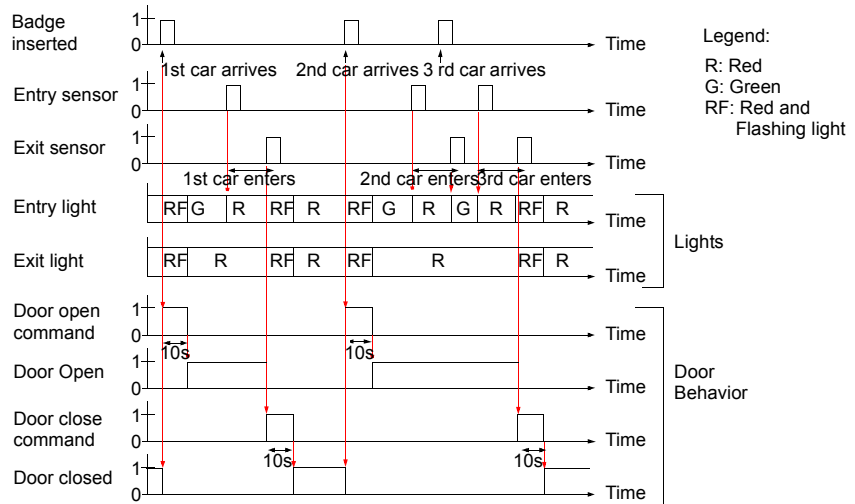 Badge
inserted
1
0
Time
1st car arrives
2nd car arrives
3 rd car arrives
Legend:
R: Red
G: Green
RF: Red and
Flashing light
Entry sensor
1
0
Time
Exit sensor
1
0
Time
1st car enters
2nd car enters
3rd car enters
Entry light
RF G R RF R RF G R G R RF R
Time
Exit light
RF R RF R RF R RF R
Time
Lights
Door open
command
1
0
Time
10s
10s
Door Open
1
0
Time
Door
Behavior
Door close
command
1
0
Time
10s
10s
Door closed
1
0
Time